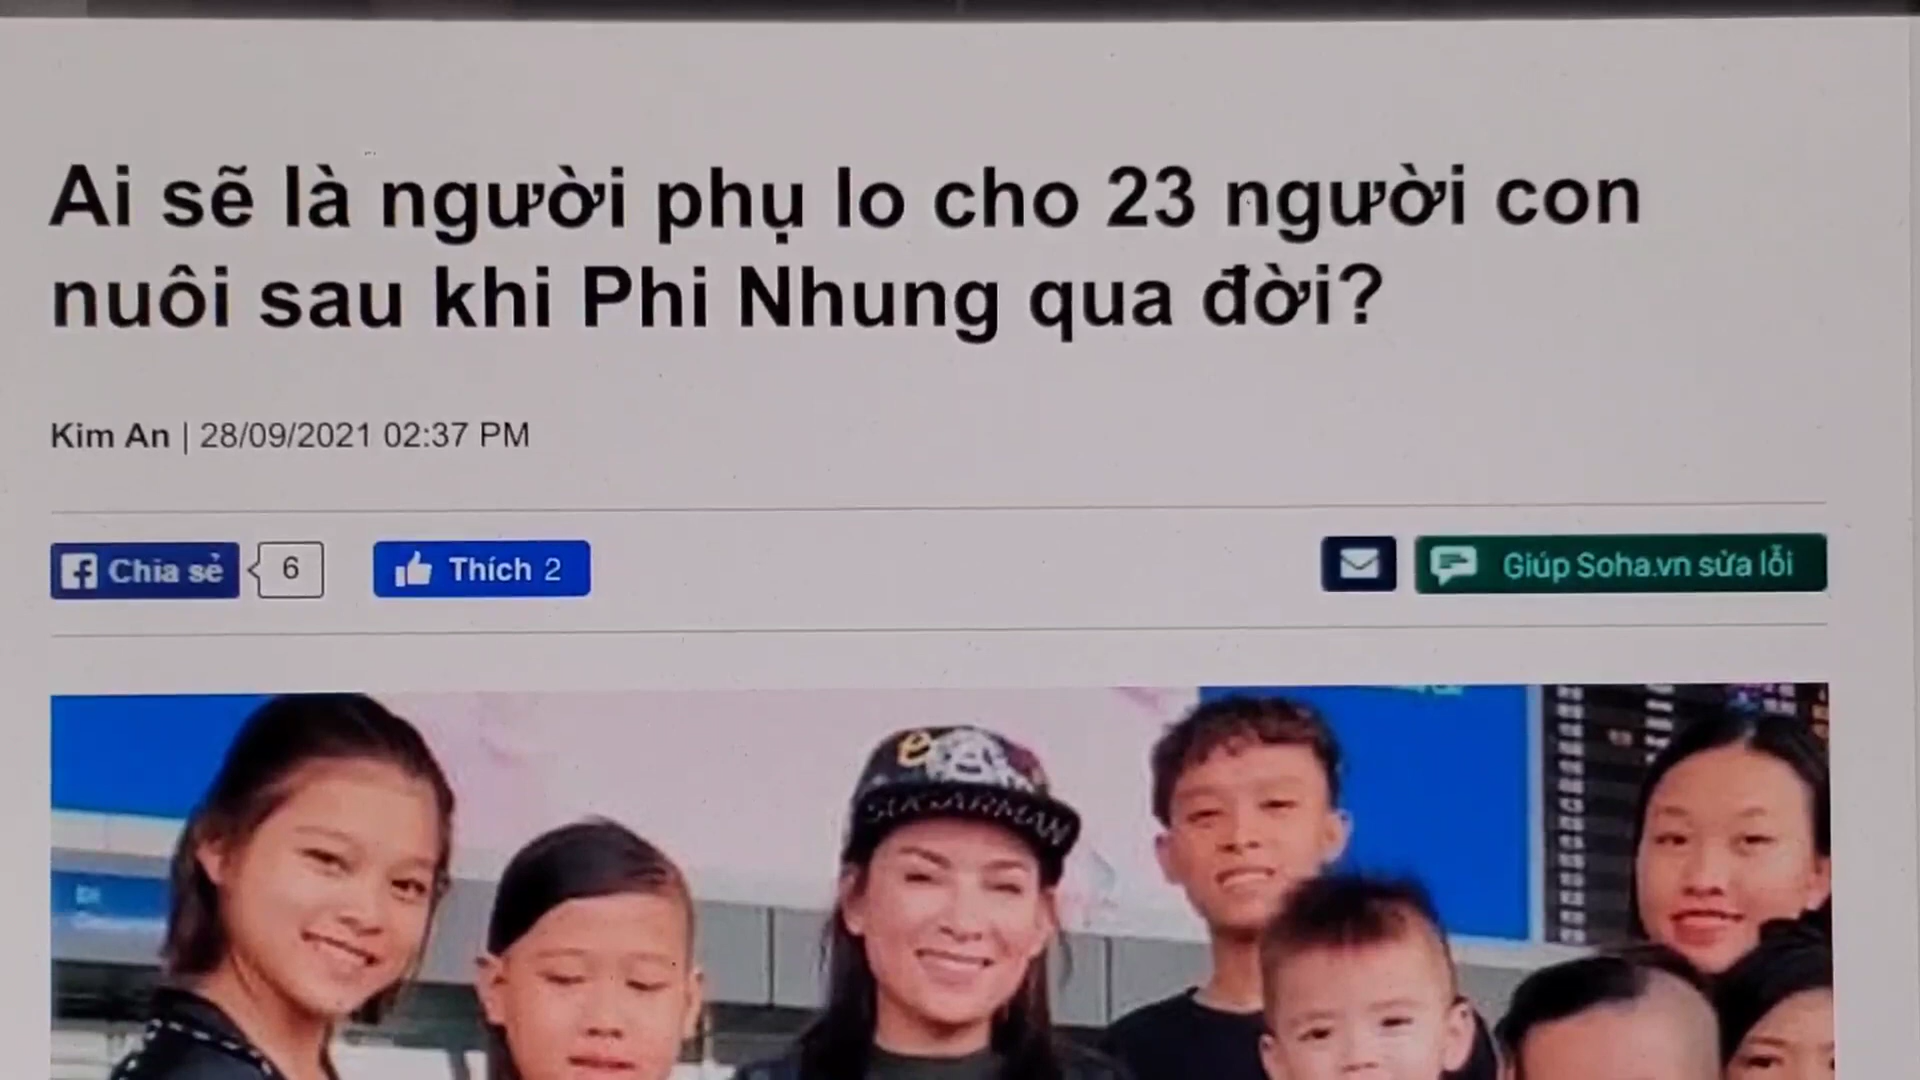 Ai sẽ là người phụ lo cho 23 người con
nuôi sau khi Phi Nhung qua đời?
Kim An | 28/09/2021 02:37 PM
Chia sẻ 6 Thích 2 Giúp Soha.vn sửa lỗi
SUGARMAN